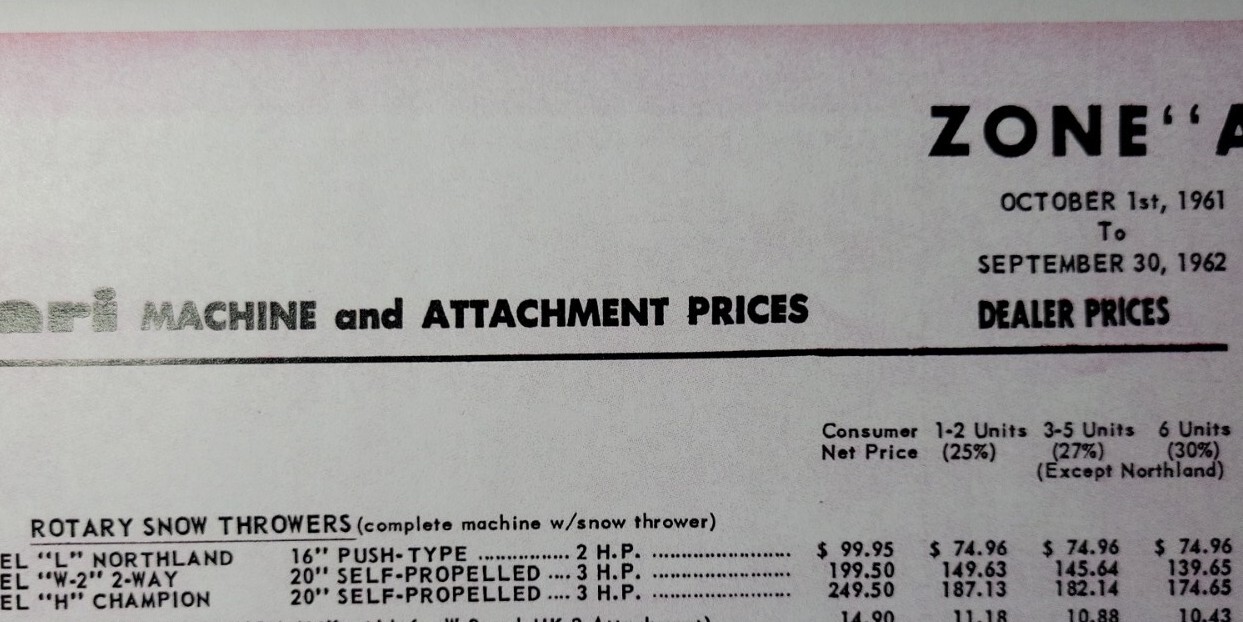 ZONE "A
OCTOBER 1st, 1961
To
SEPTEMBER 30, 1962
ari MACHINE and ATTACHMENT PRICES DEALER PRICES
Consumer 1-2 Units 3-5 Units 6 Units
Net Price (25%) (27%) (30%)
(Except Northland)
ROTARY SNOW THROWERS (complete machine w/snow thrower)
EL "L" NORTHLAND 16" PUSH-TYPE ................ 2 H.P. ........................ $ 99.95 $ 74.96 $ 74.96 $ 74.96
EL "W-2" 2-WAY 20" SELF-PROPELLED .... 3 H.P. ........................ 199.50 149.63 145.64 139.65
EL "H" CHAMPION 20" SELF-PROPELLED .... 3 H.P. ........................ 249.50 187.13 182.14 174.65
14.90 11.18 10.88 10.43